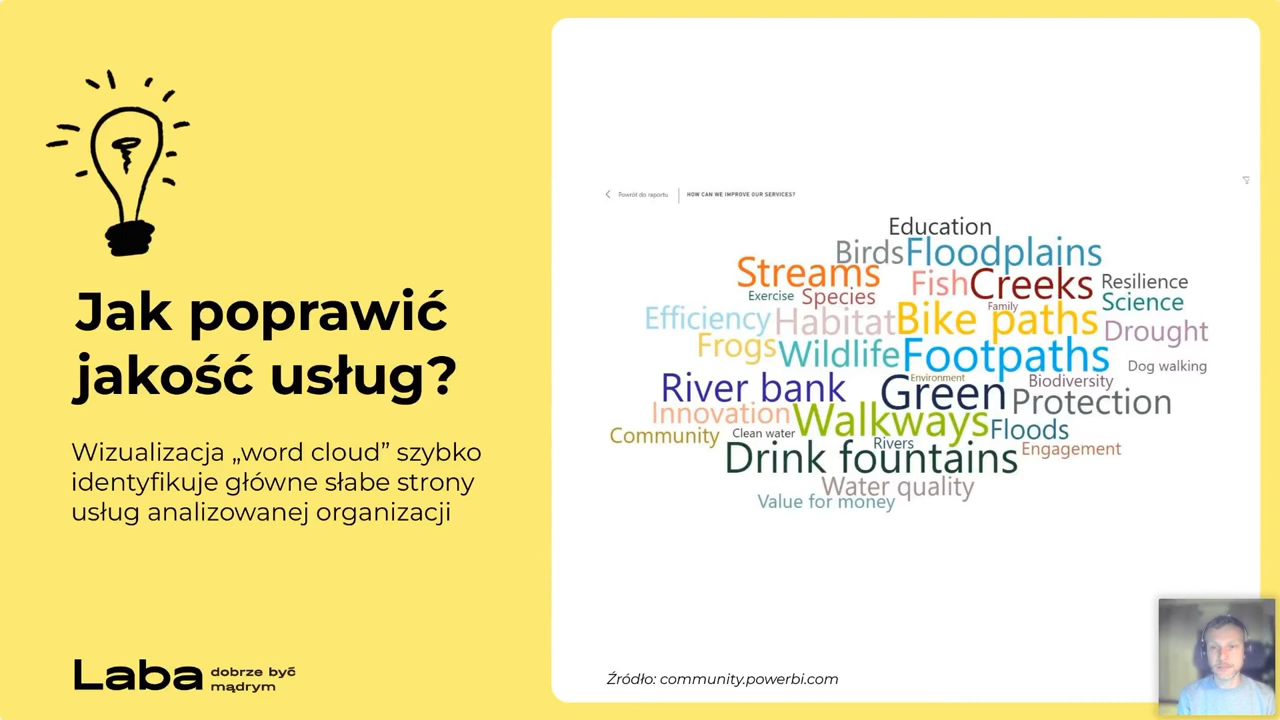 Jak poprawić
jakość usług?
Wizualizacja „word cloud” szybko
identyfikuje główne słabe strony
usług analizowanej organizacji
Laba dobrze być
mądrym
Powrót do raportu HOW CAN WE IMPROVE OUR SERVICES?
Education
Birds Floodplains
Streams Fish Creeks Resilience
Exercise Species Family Science
Efficiency Habitat Bike paths Drought
Frogs Wildlife Footpaths Dog walking
River bank Environment Green Biodiversity
Innovation Walkways Protection
Community Clean water Rivers Floods
Drink fountains Engagement
Water quality
Value for money
Źródło: community.powerbi.com